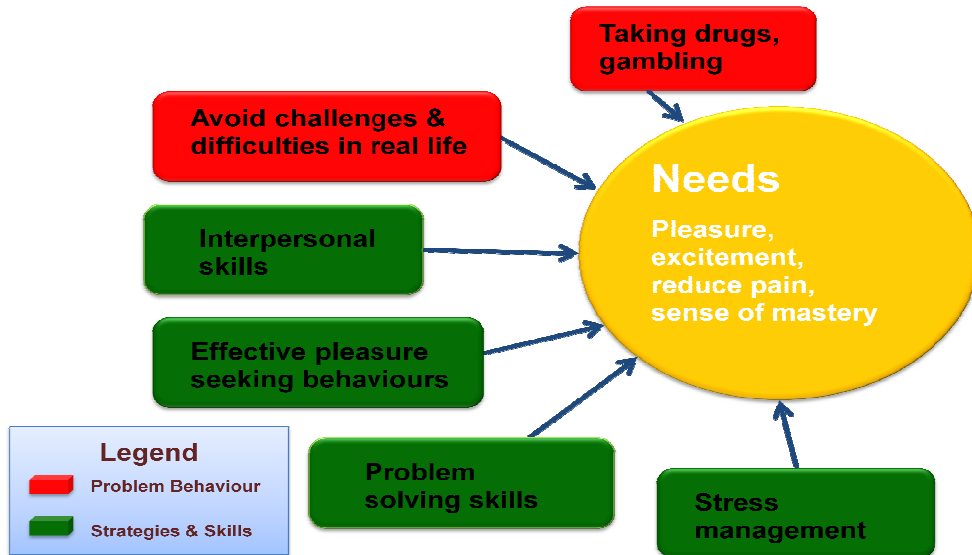 Taking drugs,
gambling
Avoid challenges &
difficulties in real life
Needs
Pleasure,
excitement,
reduce pain,
sense of mastery
Interpersonal
skills
Effective pleasure
seeking behaviours
Problem
solving skills
Stress
management
Legend
Problem Behaviour
Strategies & Skills